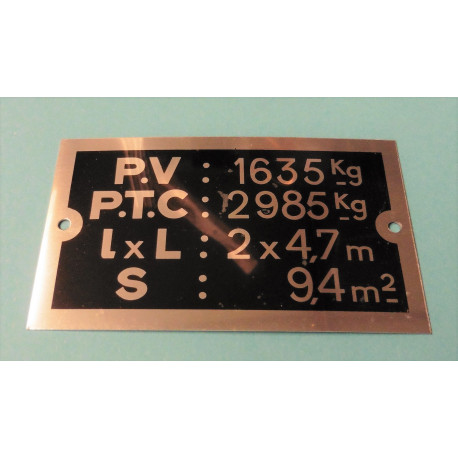 P.V : 1635 Kg
P.T.C : 2985 Kg
l x L : 2 x 4,7 m
S : 9,4 m²